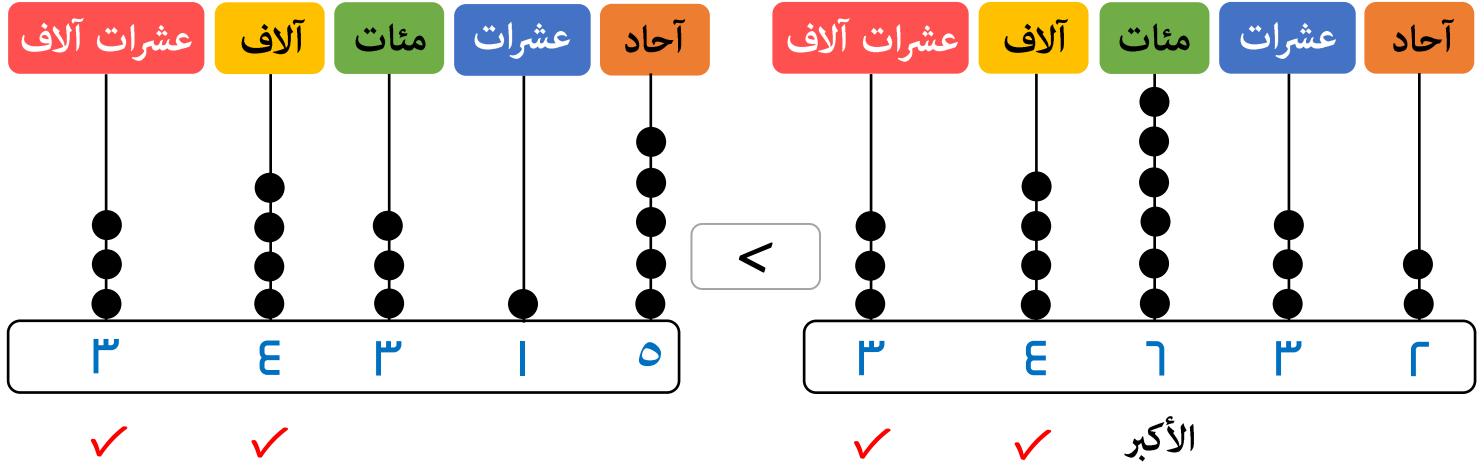 عشرات آلاف آلاف مئات عشرات آحاد عشرات آلاف آلاف مئات عشرات آحاد
<
٣ ٤ ٣ ١ ٥ ٣ ٤ ٦ ٣ ٢
✓ ✓ ✓ ✓ الأكبر